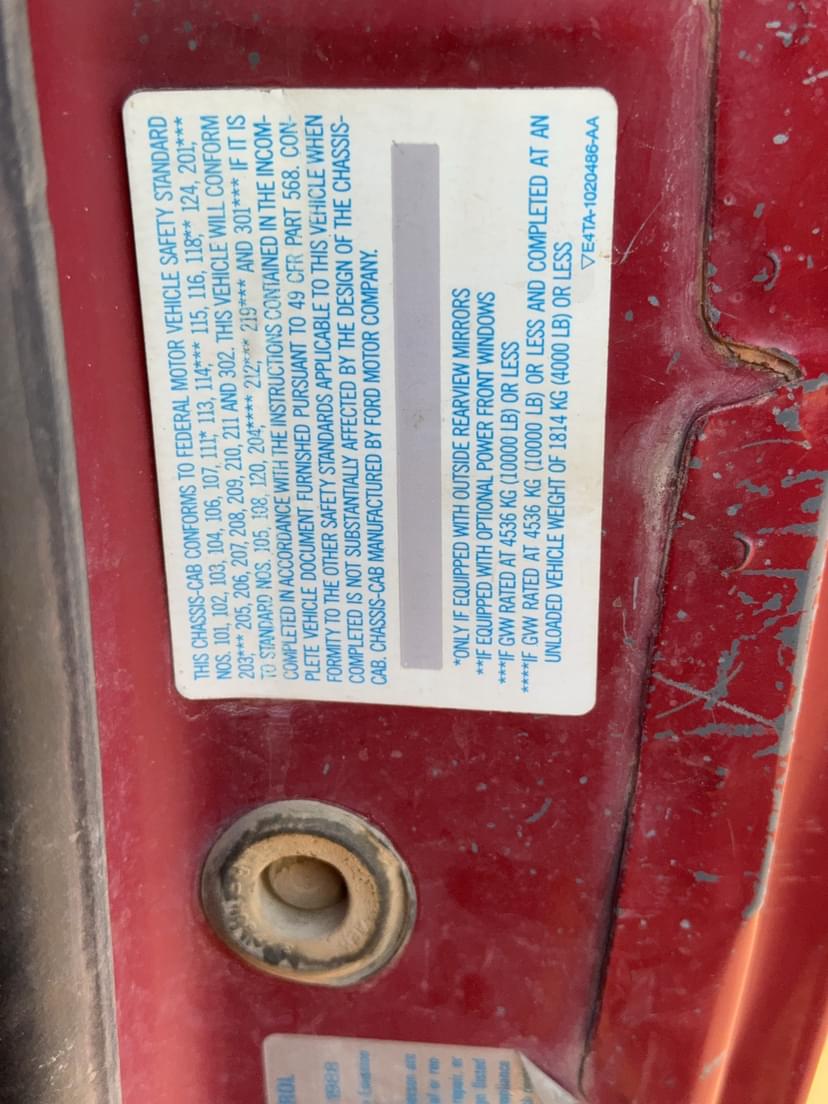 THIS CHASSIS-CAB CONFORMS TO FEDERAL MOTOR VEHICLE SAFETY STANDARD
NOS. 101, 102, 103, 104, 106, 107, 111* 113, 114*** 115, 116, 118** 124, 201***
203*** 205, 206, 207, 208, 209, 210, 211 AND 302. THIS VEHICLE WILL CONFORM
TO STANDARD NOS. 105, 108, 120, 204**** 212,*** 219*** AND 301*** IF IT IS
COMPLETED IN ACCORDANCE WITH THE INSTRUCTIONS CONTAINED IN THE INCOM-
PLETE VEHICLE DOCUMENT FURNISHED PURSUANT TO 49 CFR PART 568. CON-
FORMITY TO THE OTHER SAFETY STANDARDS APPLICABLE TO THIS VEHICLE WHEN
COMPLETED IS NOT SUBSTANTIALLY AFFECTED BY THE DESIGN OF THE CHASSIS-
CAB. CHASSIS-CAB MANUFACTURED BY FORD MOTOR COMPANY.
*ONLY IF EQUIPPED WITH OUTSIDE REARVIEW MIRRORS
**IF EQUIPPED WITH OPTIONAL POWER FRONT WINDOWS
***IF GVW RATED AT 4536 KG (10000 LB) OR LESS
****IF GVW RATED AT 4536 KG (10000 LB) OR LESS AND COMPLETED AT AN
UNLOADED VEHICLE WEIGHT OF 1814 KG (4000 LB) OR LESS
▽E4TA-1020486-AA
ROL
1988